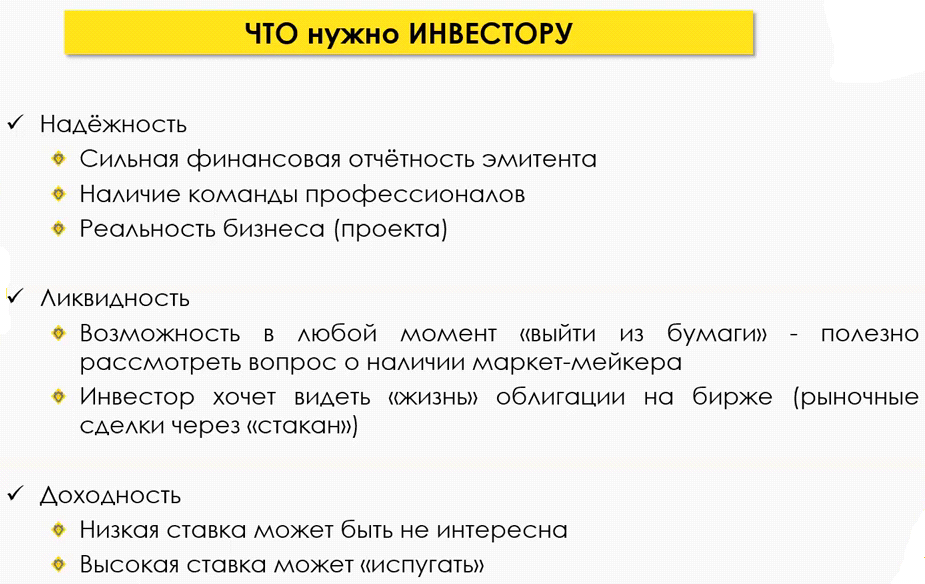 ЧТО нужно ИНВЕСТОРУ
Надёжность
Сильная финансовая отчётность эмитента
Наличие команды профессионалов
Реальность бизнеса (проекта)
Ликвидность
Возможность в любой момент «выйти из бумаги» - полезно
рассмотреть вопрос о наличии маркет-мейкера
Инвестор хочет видеть «жизнь» облигации на бирже (рыночные
сделки через «стакан»)
Доходность
Низкая ставка может быть не интересна
Высокая ставка может «испугать»